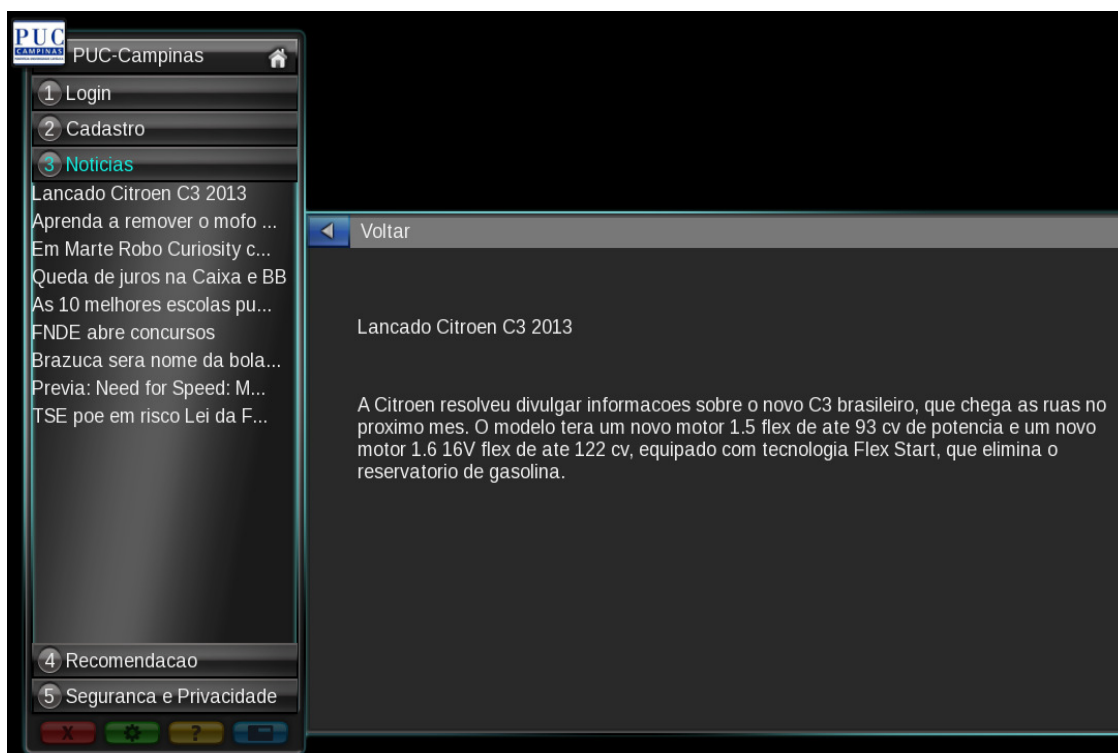 PUC
CAMPINAS
PUC-Campinas
1 Login
2 Cadastro
3 Noticias
Lancado Citroen C3 2013
Aprenda a remover o mofo ...
Em Marte Robo Curiosity c...
Queda de juros na Caixa e BB
As 10 melhores escolas pu...
FNDE abre concursos
Brazuca sera nome da bola...
Previa: Need for Speed: M...
TSE poe em risco Lei da F...
4 Recomendacao
5 Seguranca e Privacidade
X
?
Voltar
Lancado Citroen C3 2013
A Citroen resolveu divulgar informacoes sobre o novo C3 brasileiro, que chega as ruas no
proximo mes. O modelo tera um novo motor 1.5 flex de ate 93 cv de potencia e um novo
motor 1.6 16V flex de ate 122 cv, equipado com tecnologia Flex Start, que elimina o
reservatorio de gasolina.